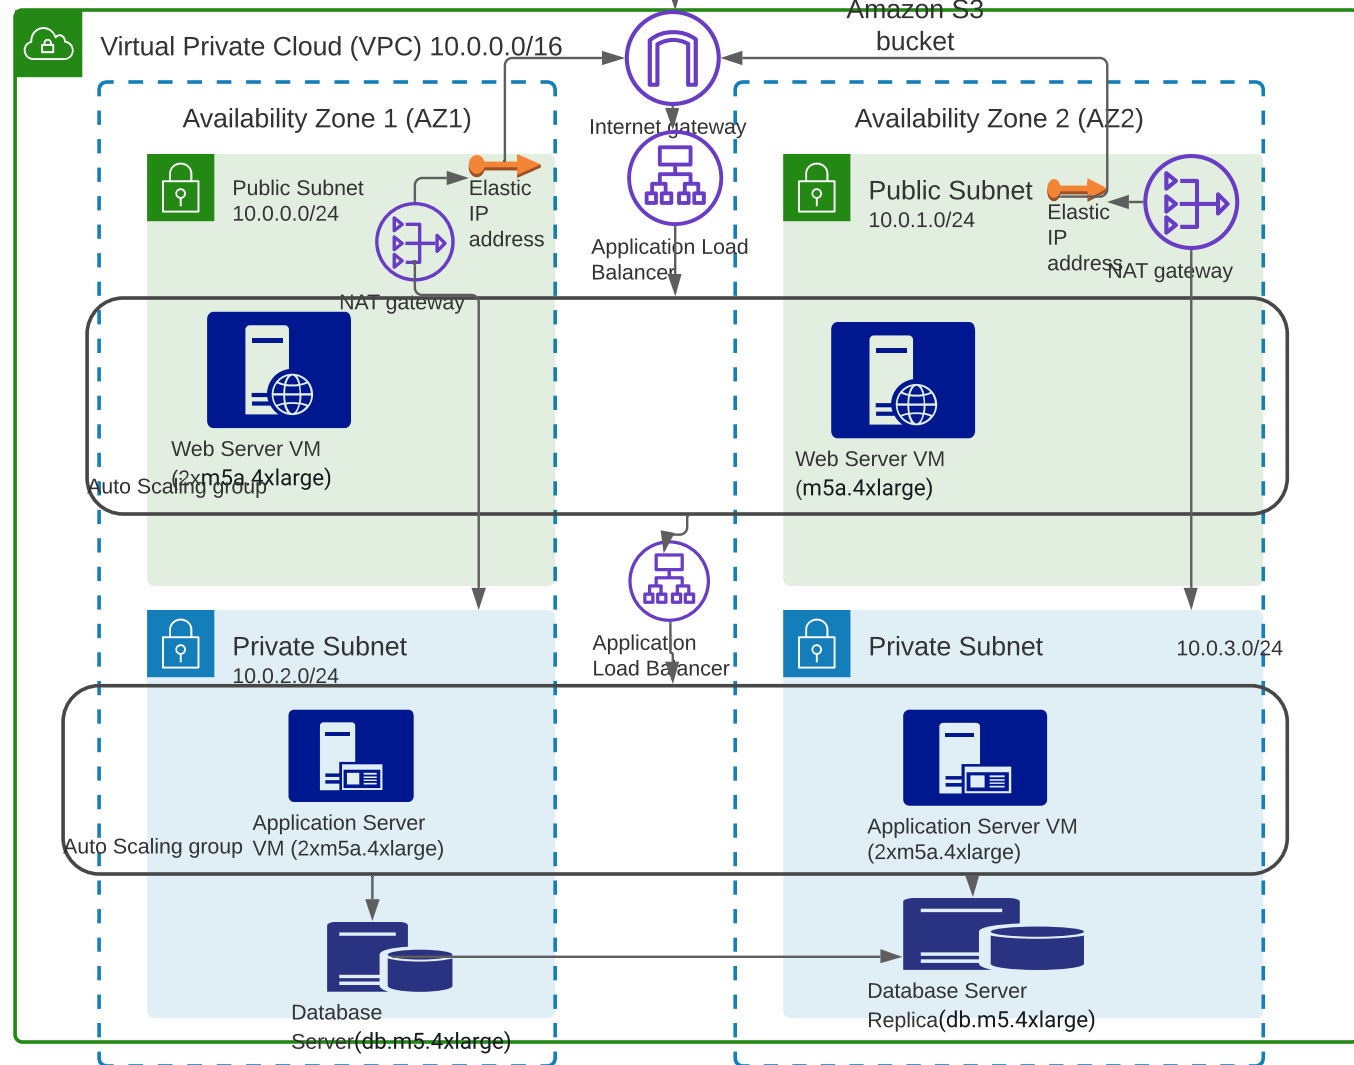 Amazon S3
bucket
Virtual Private Cloud (VPC) 10.0.0.0/16
Availability Zone 1 (AZ1)
Internet gateway
Availability Zone 2 (AZ2)
Public Subnet
10.0.0.0/24
Elastic
IP
address
NAT gateway
Application Load
Balancer
Public Subnet
10.0.1.0/24
Elastic
IP
address
NAT gateway
Web Server VM
(2xm5a.4xlarge)
Auto Scaling group
Web Server VM
(m5a.4xlarge)
Application
Load Balancer
Private Subnet
10.0.2.0/24
Private Subnet
10.0.3.0/24
Application Server
VM (2xm5a.4xlarge)
Auto Scaling group
Application Server VM
(2xm5a.4xlarge)
Database
Server(db.m5.4xlarge)
Database Server
Replica(db.m5.4xlarge)